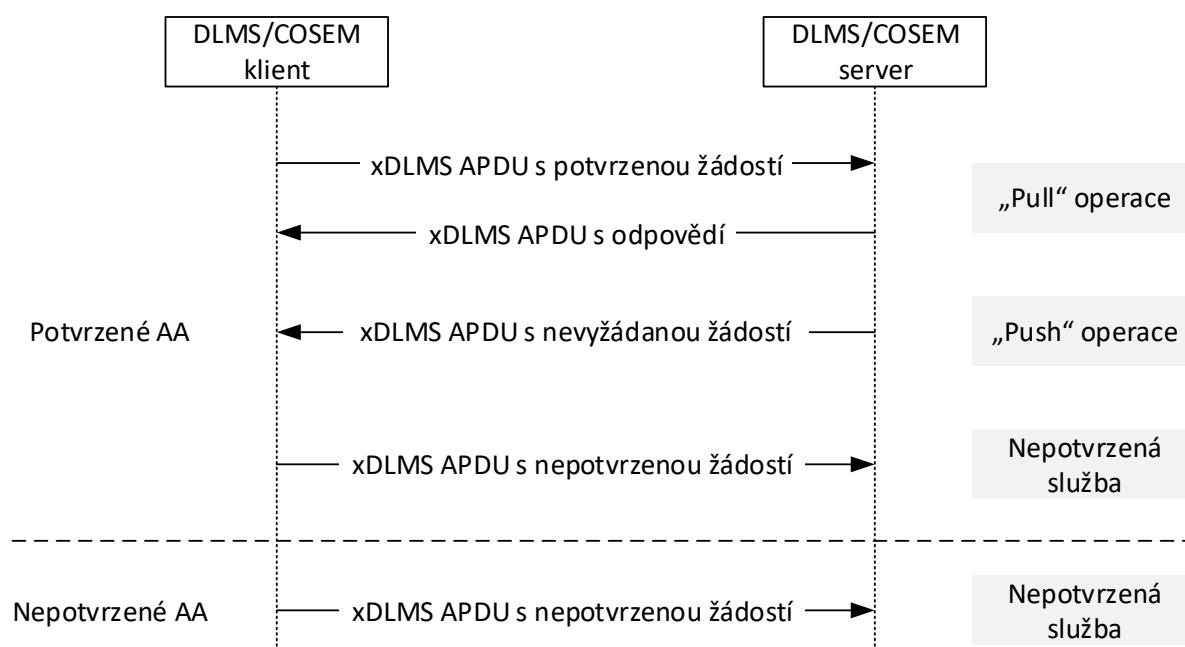 DLMS/COSEM
klient
DLMS/COSEM
server
xDLMS APDU s potvrzenou žádostí
„Pull“ operace
xDLMS APDU s odpovědí
Potvrzené AA
xDLMS APDU s nevyžádanou žádostí
„Push“ operace
xDLMS APDU s nepotvrzenou žádostí
Nepotvrzená
služba
Nepotvrzené AA
xDLMS APDU s nepotvrzenou žádostí
Nepotvrzená
služba